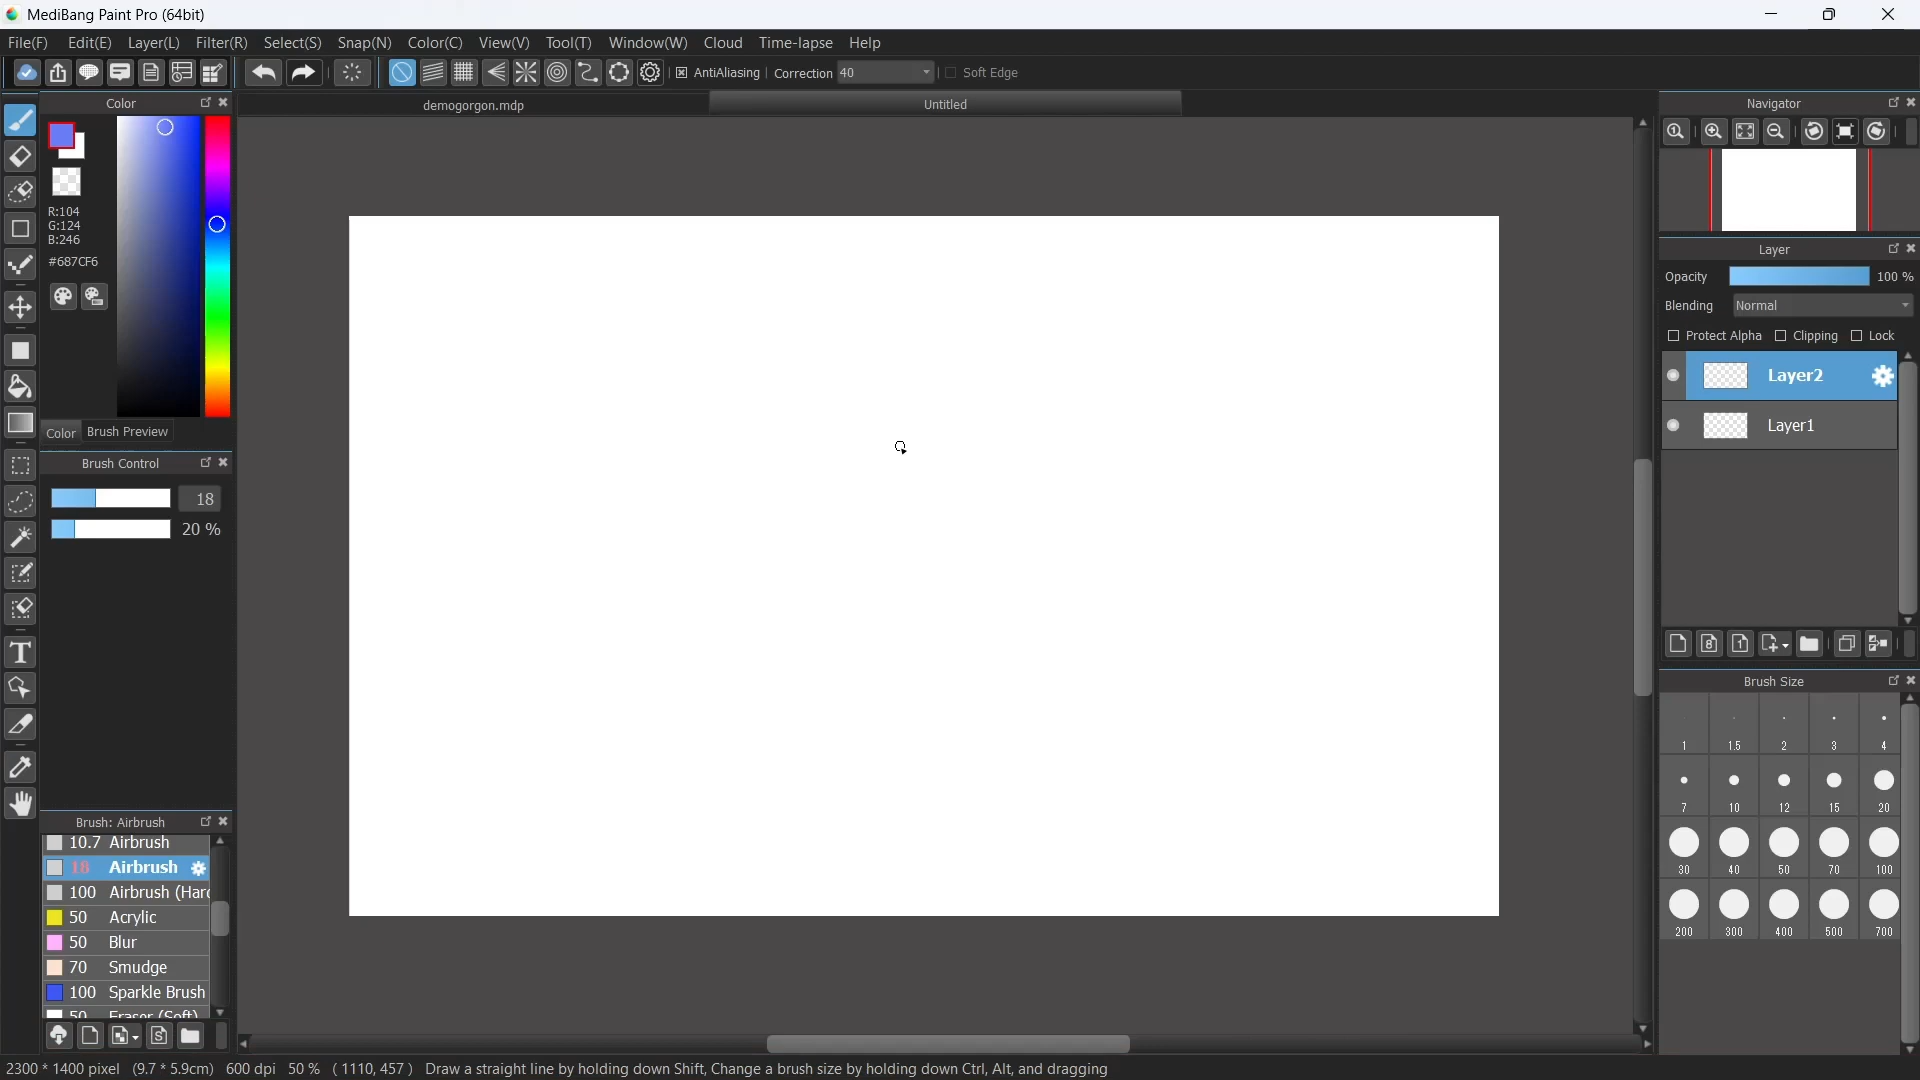 MediBang Paint Pro (64bit)
File(F) Edit(E) Layer(L) Filter(R) Select(S) Snap(N) Color(C) View(V) Tool(T) Window(W) Cloud Time-lapse Help
AntiAliasing Correction 40 Soft Edge
demogorgon.mdp Untitled
Color
R:104
G:124
B:246
#687CF6
Color Brush Preview
Brush Control
18
20 %
Brush: Airbrush
10.7 Airbrush
18 Airbrush
100 Airbrush (Hard
50 Acrylic
50 Blur
70 Smudge
100 Sparkle Brush
50 Eraser (Soft)
Navigator
Layer
Opacity 100 %
Blending Normal
Protect Alpha Clipping Lock
Layer2
Layer1
Brush Size
1 1.5 2 3 4
7 10 12 15 20
30 40 50 70 100
200 300 400 500 700
2300 * 1400 pixel (9.7 * 5.9cm) 600 dpi 50 % ( 1110, 457 ) Draw a straight line by holding down Shift, Change a brush size by holding down Ctrl, Alt, and dragging